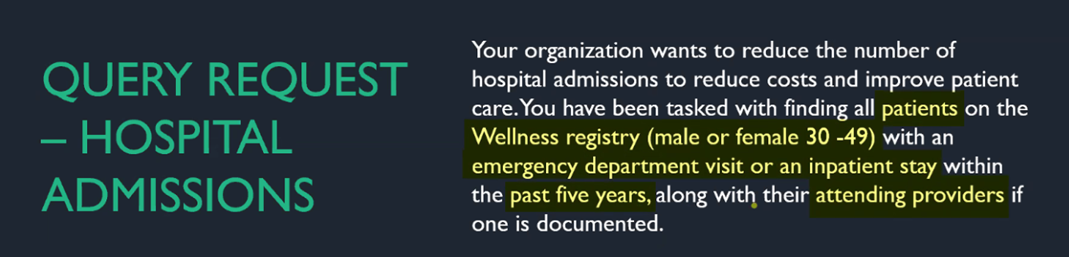 QUERY REQUEST
– HOSPITAL
ADMISSIONS
Your organization wants to reduce the number of
hospital admissions to reduce costs and improve patient
care. You have been tasked with finding all patients on the
Wellness registry (male or female 30 -49) with an
emergency department visit or an inpatient stay within
the past five years, along with their attending providers if
one is documented.